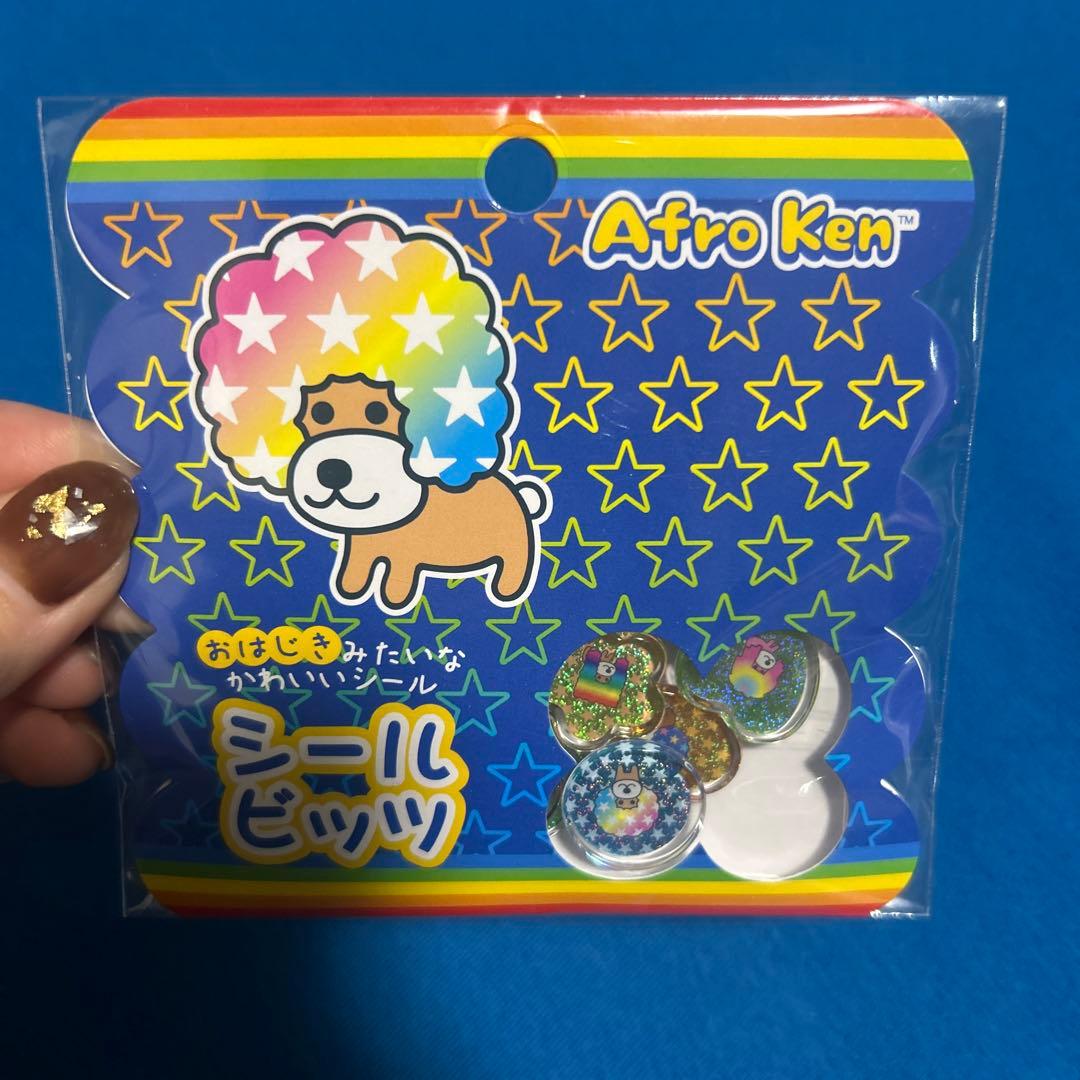 Afro Ken™
おはじきみたいな
かわいいシール
シール
ビッツ